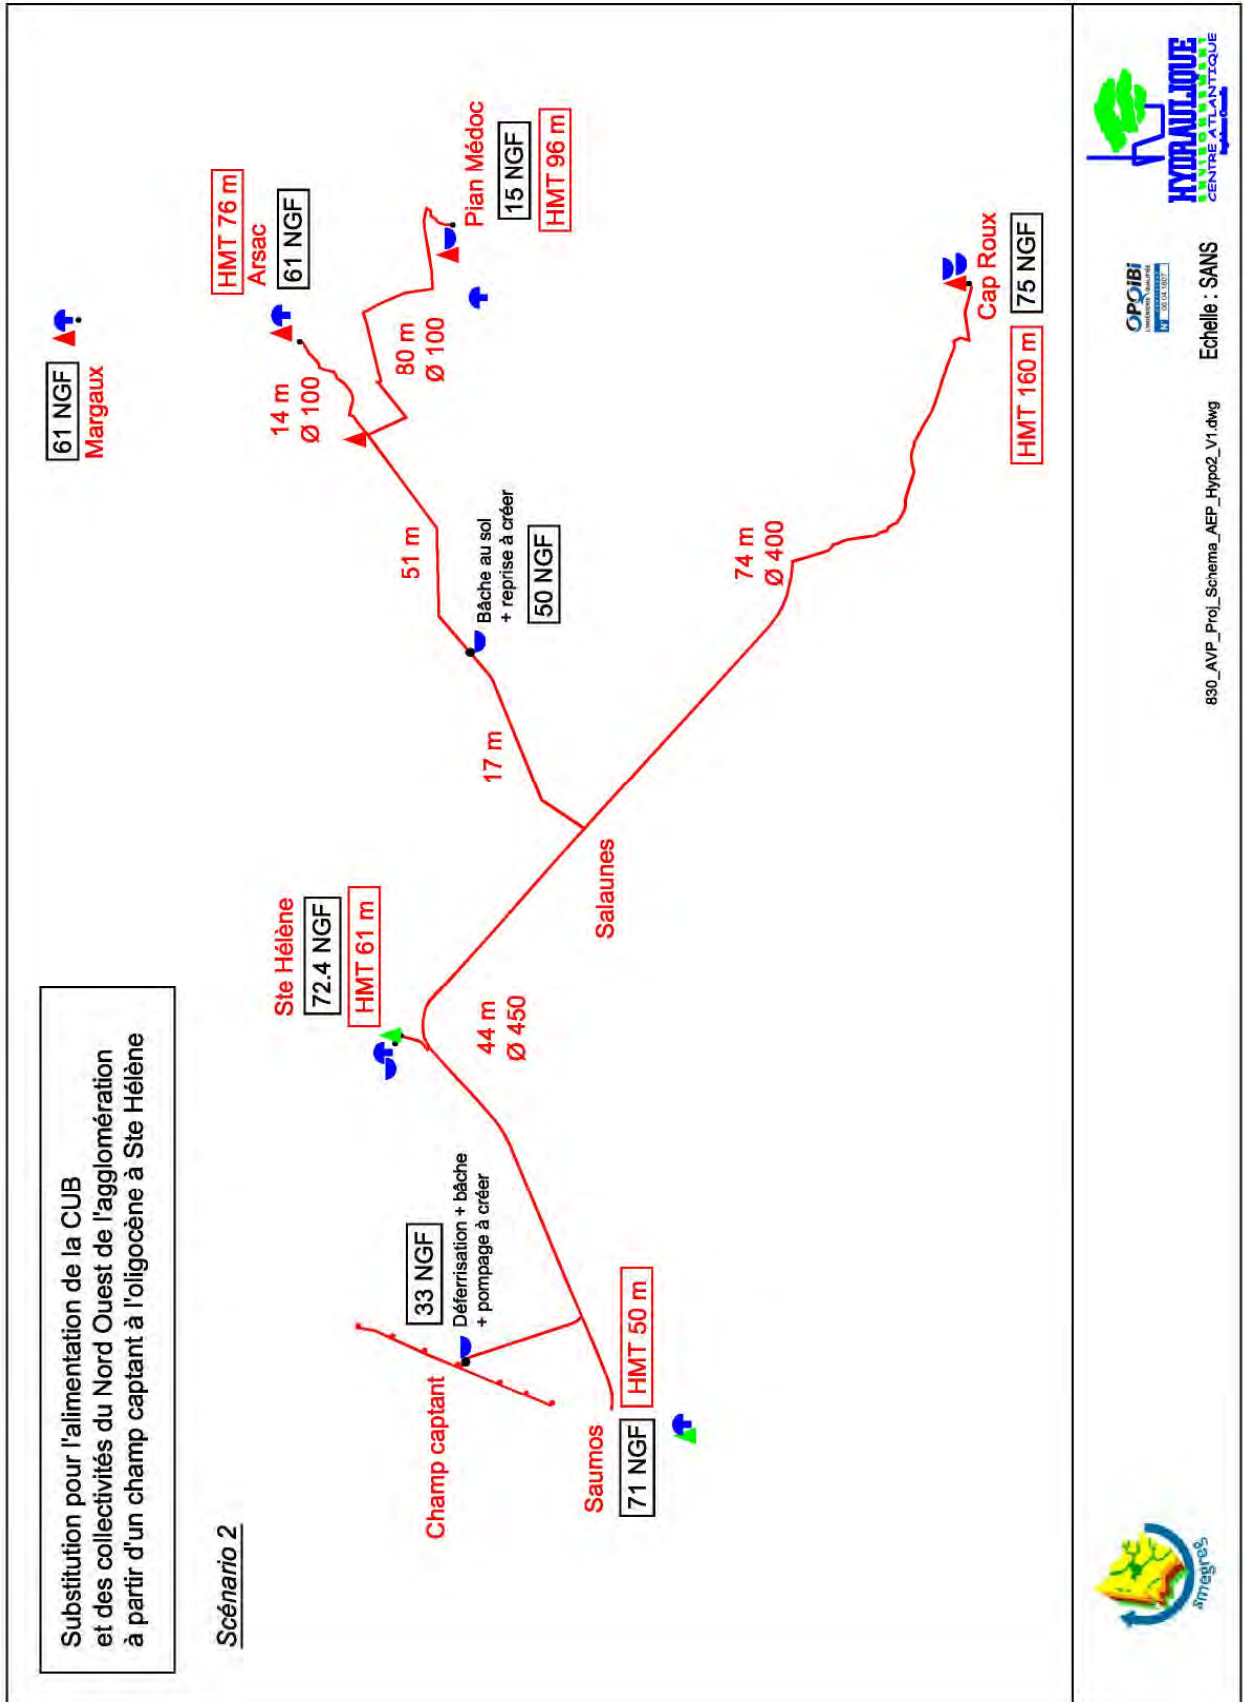 Substitution pour l'alimentation de la CUB
et des collectivités du Nord Ouest de l'agglomération
à partir d'un champ captant à l'oligocène à Ste Hélène
Scénario 2
61 NGF
Margaux
HMT 76 m
Arsac
61 NGF
14 m
Ø 100
80 m
Ø 100
Pian Médoc
15 NGF
HMT 96 m
51 m
Bâche au sol
+ reprise à créer
50 NGF
17 m
Ste Hélène
72.4 NGF
HMT 61 m
44 m
Ø 450
Salaunes
74 m
Ø 400
Cap Roux
75 NGF
HMT 160 m
33 NGF
Déferrisation + bâche
+ pompage à créer
Champ captant
Saumos
71 NGF
HMT 50 m
smegreg
830_AVP_Proj_Schema_AEP_Hypo2_V1.dwg
Echelle : SANS
OPQIBI
HYDRAULIQUE
ENVIRONNEMENT
CENTRE ATLANTIQUE